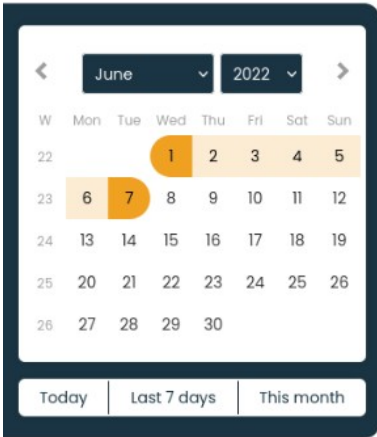 June 2022
W Mon Tue Wed Thu Fri Sat Sun
22 1 2 3 4 5
23 6 7 8 9 10 11 12
24 13 14 15 16 17 18 19
25 20 21 22 23 24 25 26
26 27 28 29 30
Today Last 7 days This month